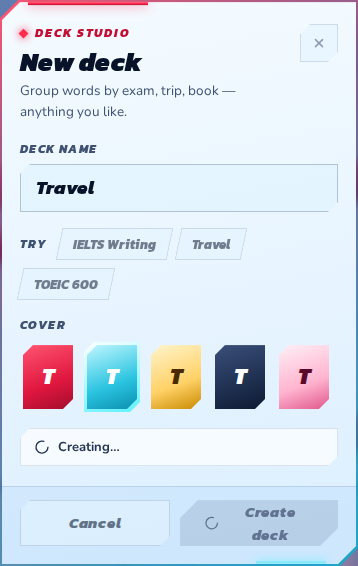 DECK STUDIO
New deck
Group words by exam, trip, book —
anything you like.
DECK NAME
Travel
TRY IELTS Writing Travel
TOEIC 600
COVER
T T T T T
Creating...
Cancel Create
deck